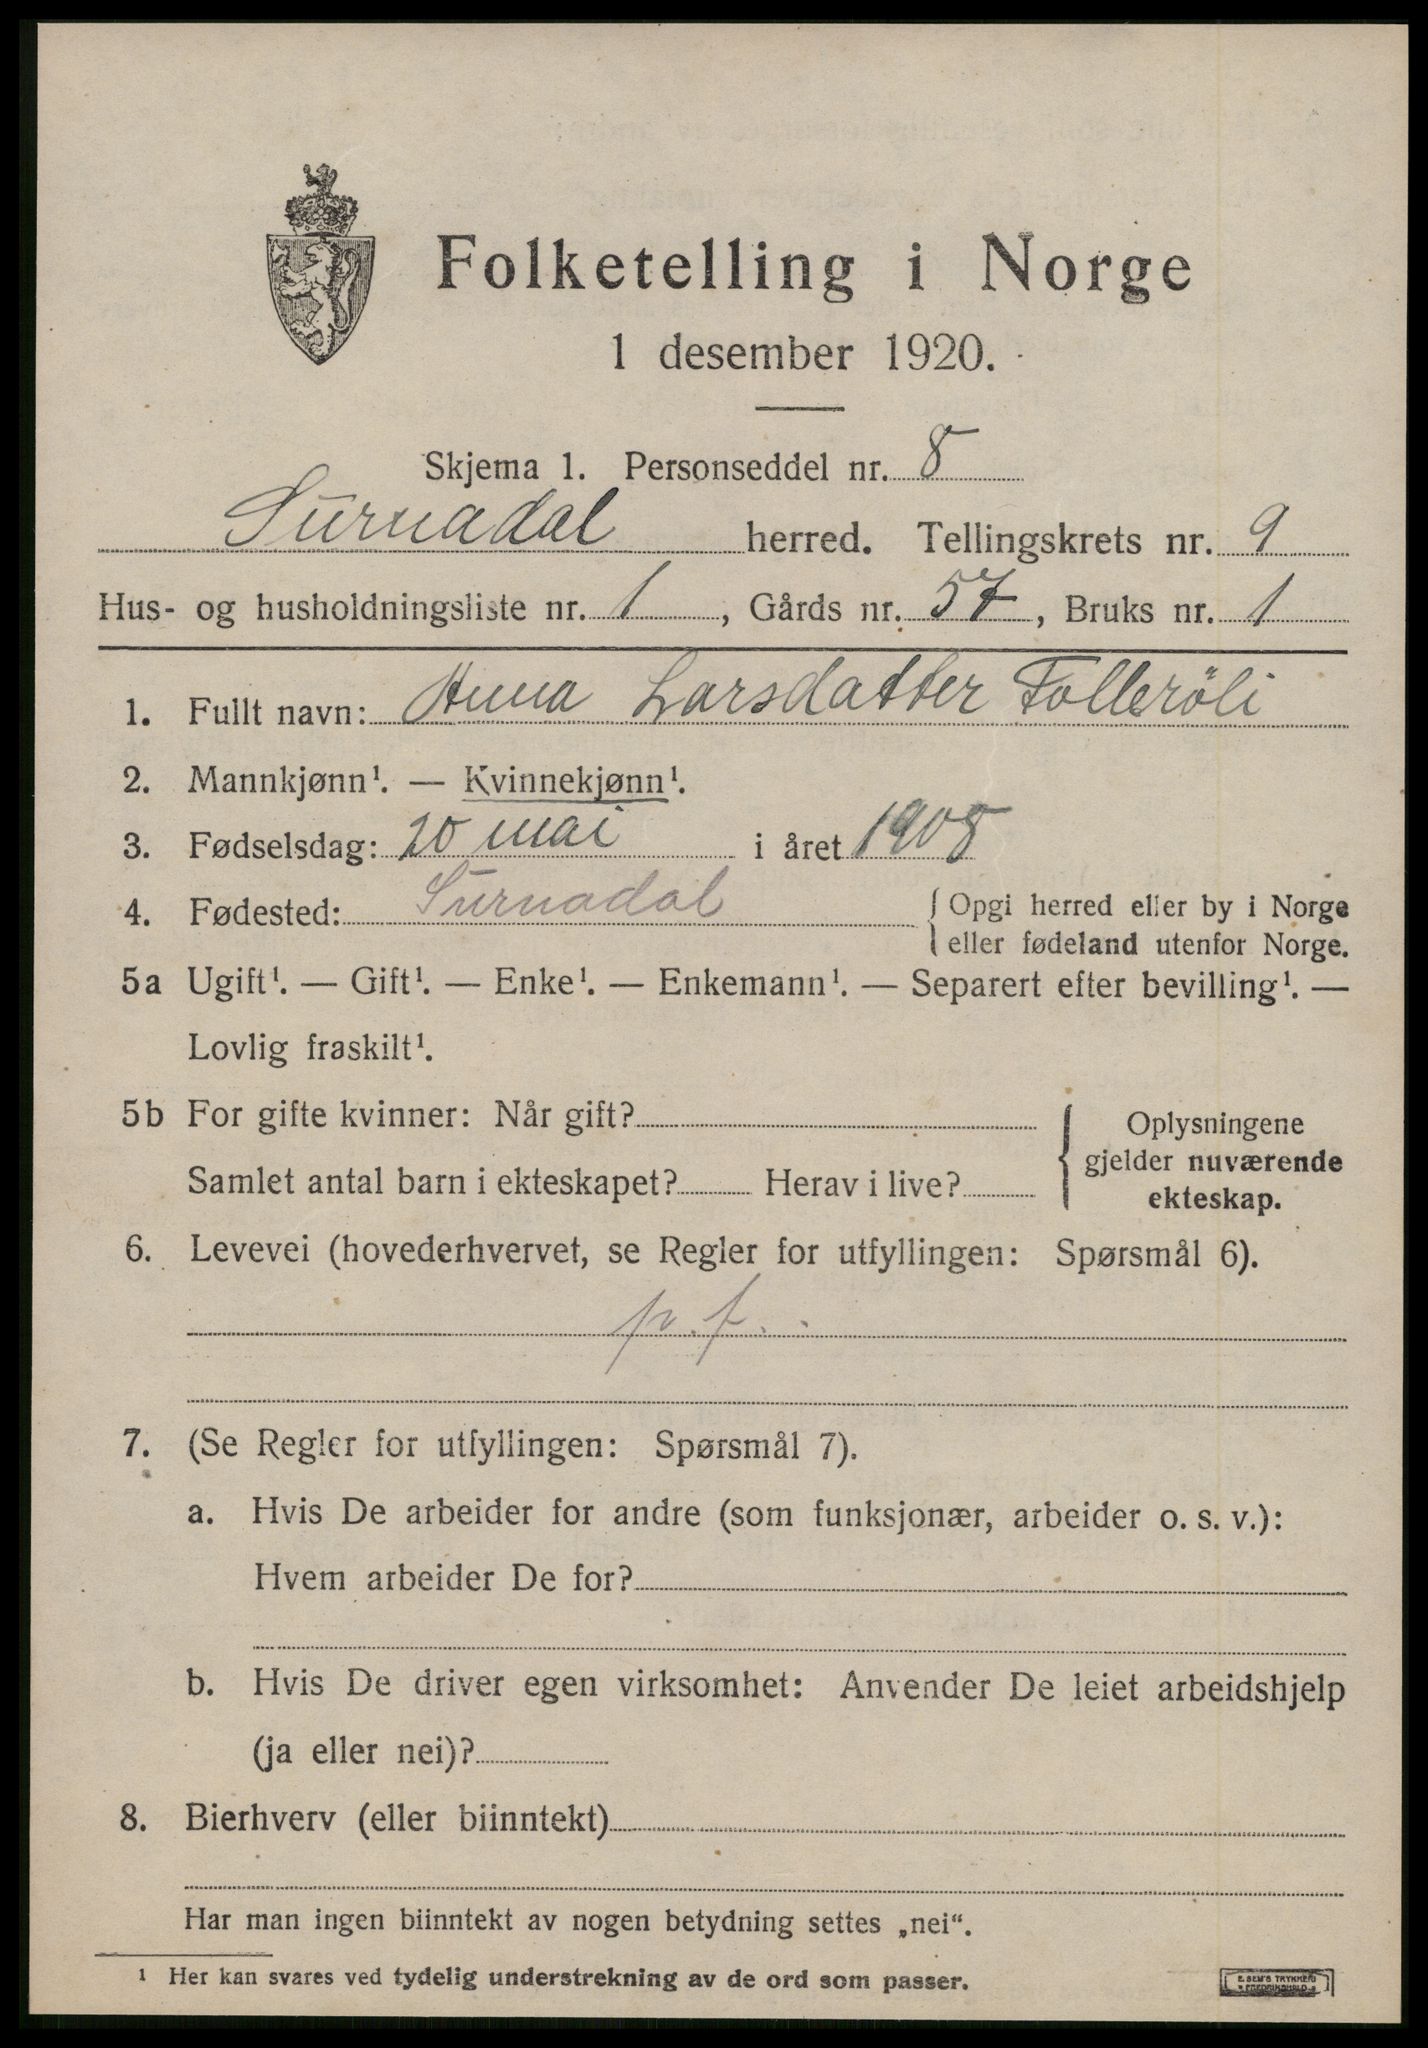 Folketelling i Norge
1 desember 1920.
Skjema 1. Personseddel nr. 8
Surnadal herred. Tellingskrets nr. 9
Hus- og husholdningsliste nr. 1, Gårds nr. 57, Bruks nr. 1
1. Fullt navn: Anna Larsdatter Tolleröli
2. Mannkjønn¹. — Kvinnekjønn¹.
3. Fødselsdag: 20 mai i året 1908
4. Fødested: Surnadal { Opgi herred eller by i Norge
eller fødeland utenfor Norge.
5a Ugift¹. — Gift¹. — Enke¹. — Enkemann¹. — Separert efter bevilling¹. —
Lovlig fraskilt¹.
5b For gifte kvinner: Når gift?
Samlet antal barn i ekteskapet? Herav i live?
Oplysningene
gjelder nuværende
ekteskap.
6. Levevei (hovederhvervet, se Regler for utfyllingen: Spørsmål 6).
p. f.
7. (Se Regler for utfyllingen: Spørsmål 7).
a. Hvis De arbeider for andre (som funksjonær, arbeider o. s. v.):
Hvem arbeider De for?
b. Hvis De driver egen virksomhet: Anvender De leiet arbeidshjelp
(ja eller nei)?
8. Bierhverv (eller biinntekt)
Har man ingen biinntekt av nogen betydning settes „nei“.
¹ Her kan svares ved tydelig understrekning av de ord som passer.
E. SEM'S TRYKKERI
FREDRIKSHALD